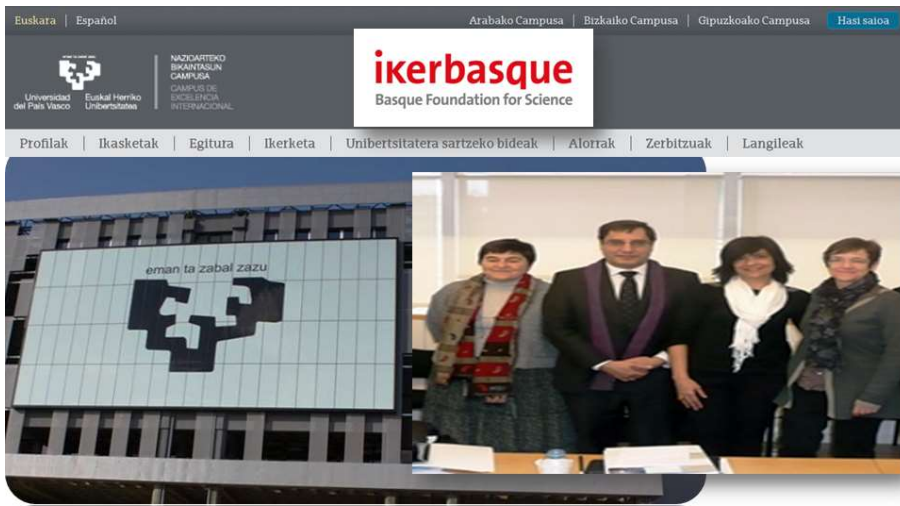 Euskara | Español
Arabako Campusa | Bizkaiko Campusa | Gipuzkoako Campusa
Hasi saioa
Universidad del País Vasco
Euskal Herriko Unibertsitatea
NAZIOARTEKO
BIKAINTASUN
CAMPUSA
CAMPUS DE
EXCELENCIA
INTERNACIONAL
ikerbasque
Basque Foundation for Science
Profilak | Ikasketak | Egitura | Ikerketa | Unibertsitatera sartzeko bideak | Alorrak | Zerbitzuak | Langileak
eman ta zabal zazu